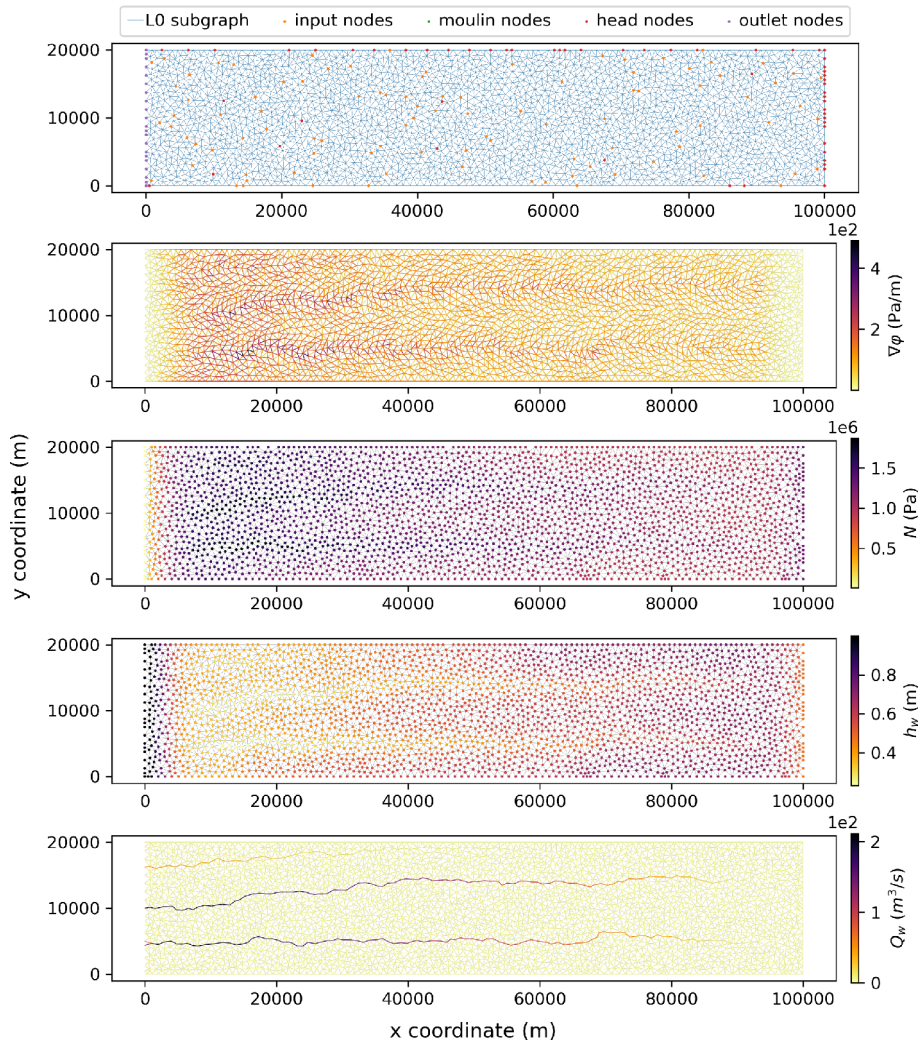 L0 subgraph input nodes moulin nodes head nodes outlet nodes
20000
10000
0
0 20000 40000 60000 80000 100000
1e2
20000
10000
0
0 20000 40000 60000 80000 100000
4
2
∇φ (Pa/m)
1e6
20000
10000
0
0 20000 40000 60000 80000 100000
1.5
1.0
0.5
N (Pa)
20000
10000
0
0 20000 40000 60000 80000 100000
0.8
0.6
0.4
h_w (m)
1e2
20000
10000
0
0 20000 40000 60000 80000 100000
2
1
0
Q_w (m³/s)
y coordinate (m)
x coordinate (m)